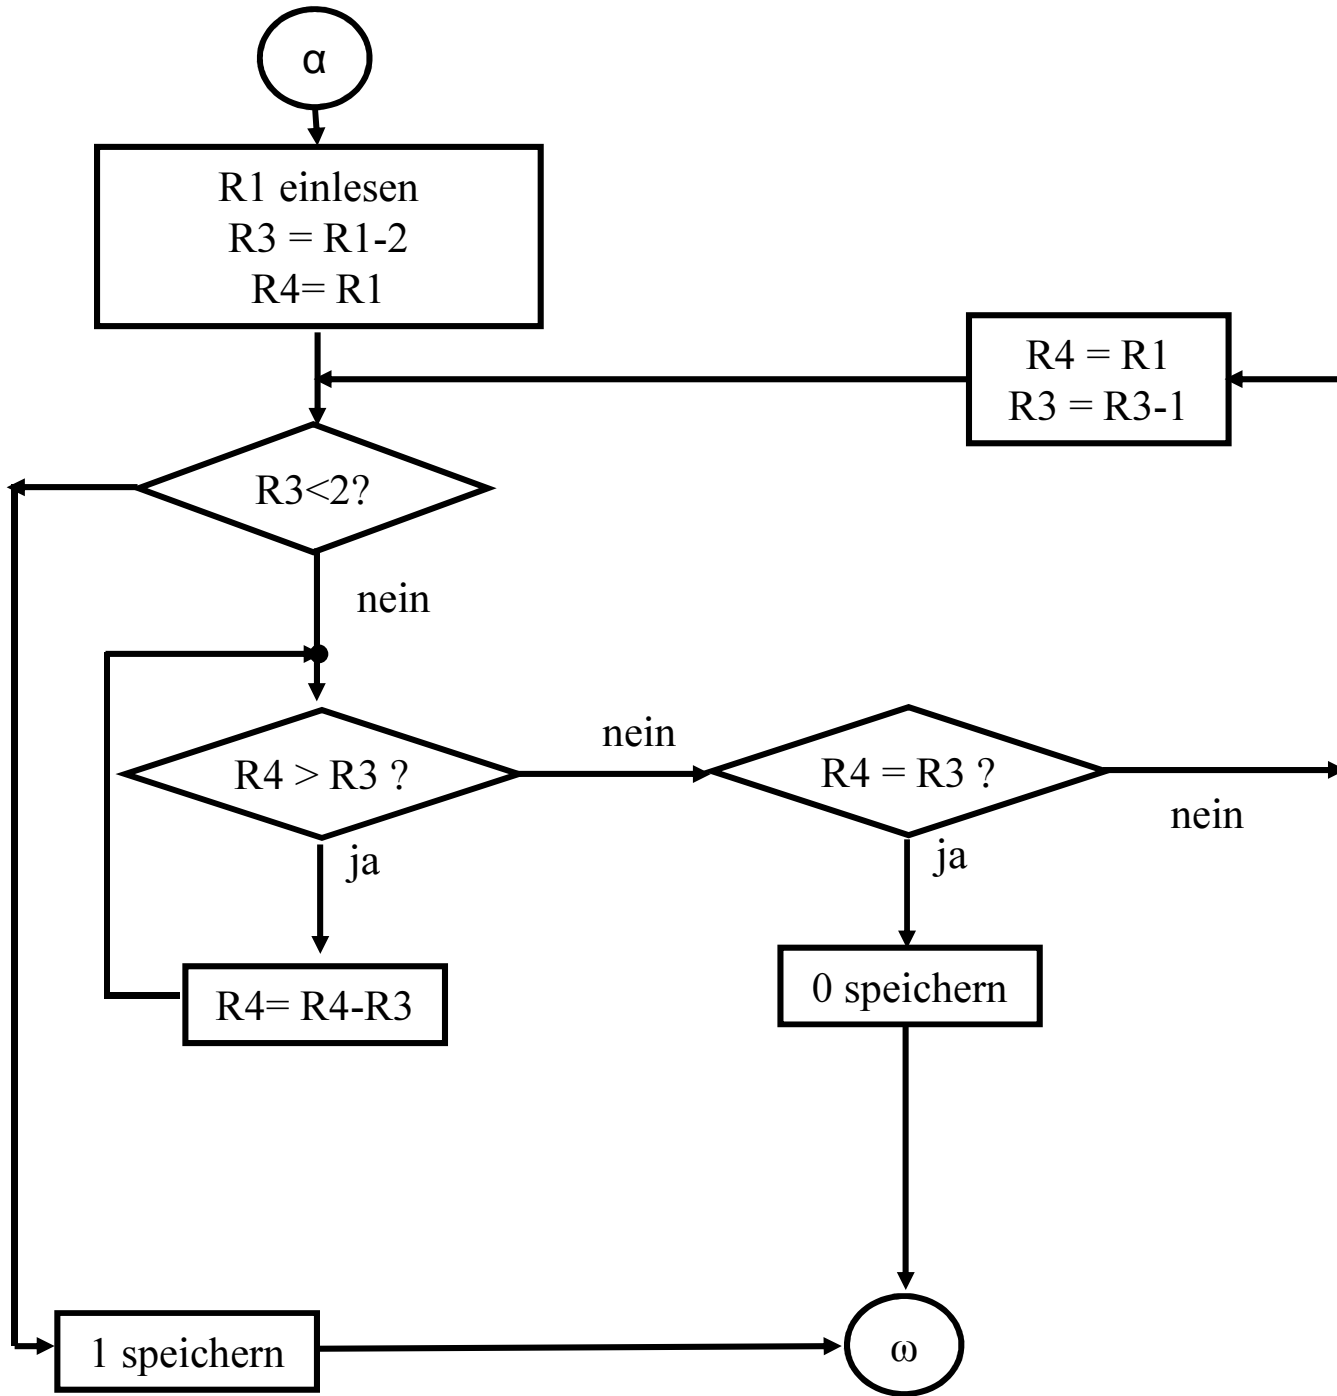 α
R1 einlesen
R3 = R1-2
R4= R1
R4 = R1
R3 = R3-1
R3<2?
nein
R4 > R3 ?
nein
R4 = R3 ?
nein
ja
ja
R4= R4-R3
0 speichern
1 speichern
ω